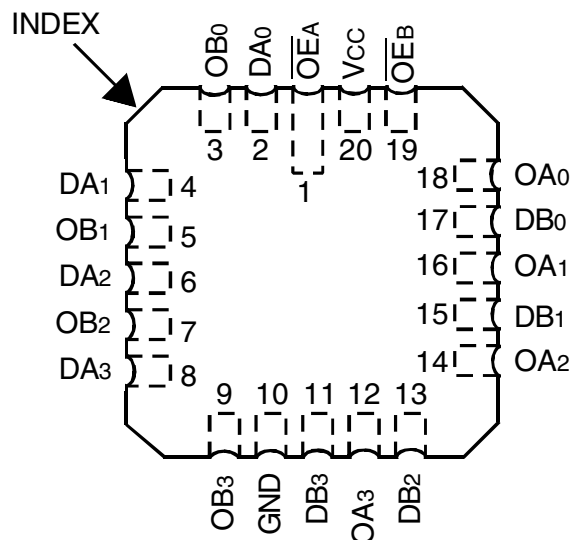 INDEX
OB0 DA0 O̅E̅A VCC O̅E̅B
3 2 1 20 19
DA1 4
OB1 5
DA2 6
OB2 7
DA3 8
18 OA0
17 DB0
16 OA1
15 DB1
14 OA2
9 10 11 12 13
OB3 GND DB3 OA3 DB2